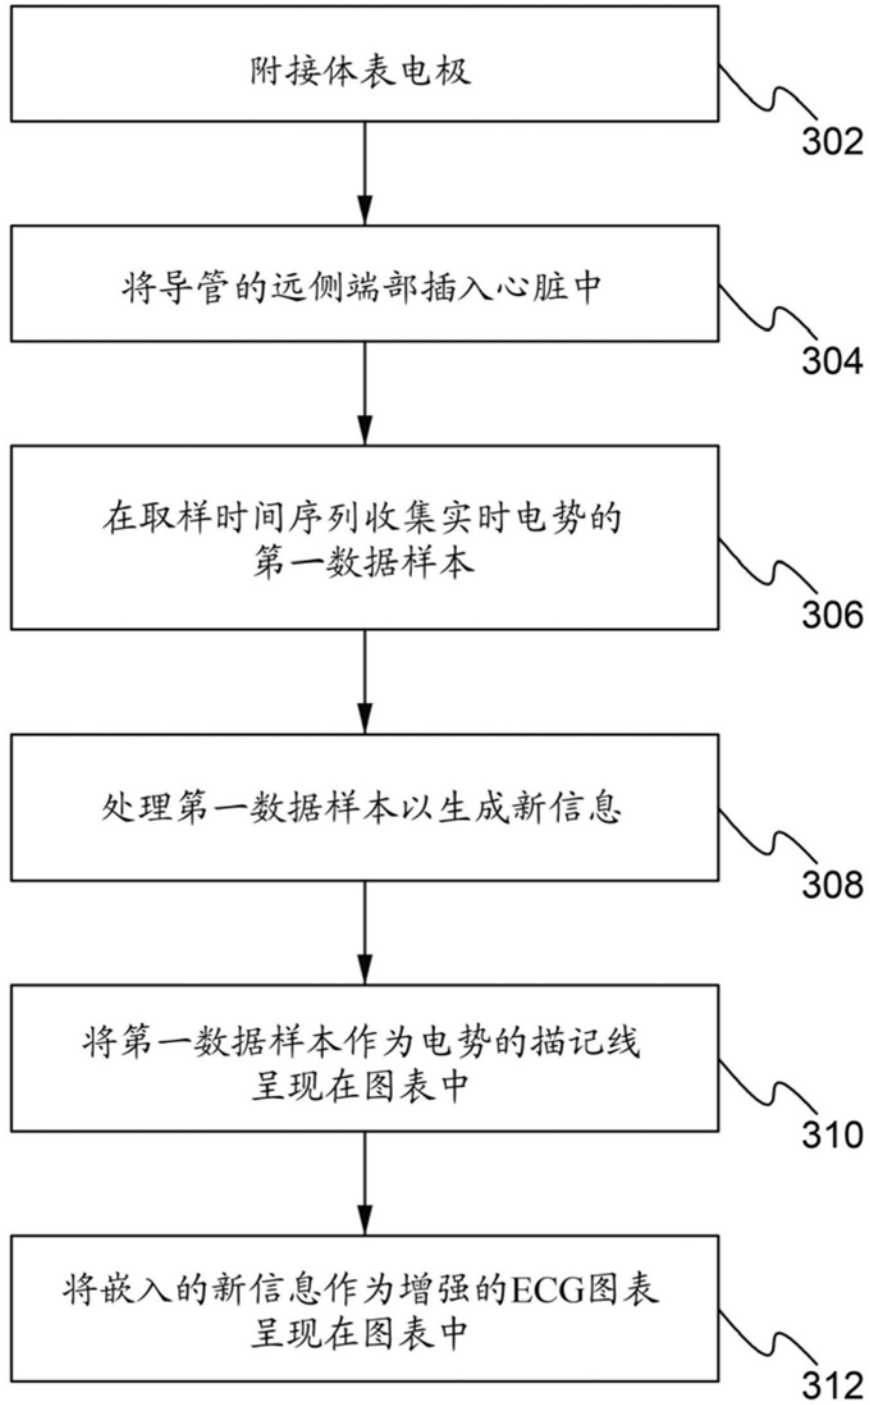 附接体表电极
302
将导管的远侧端部插入心脏中
304
在取样时间序列收集实时电势的
第一数据样本
306
处理第一数据样本以生成新信息
308
将第一数据样本作为电势的描记线
呈现在图表中
310
将嵌入的新信息作为增强的ECG图表
呈现在图表中
312